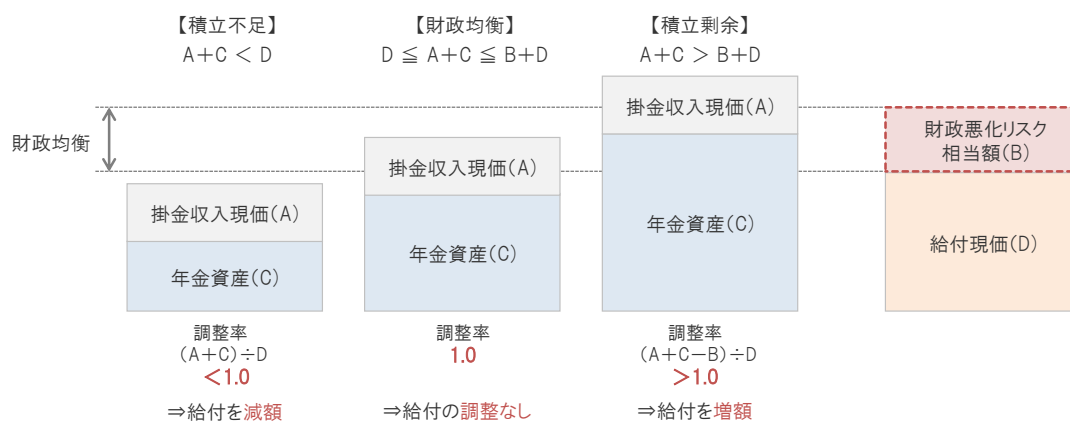 【積立不足】
A+C < D
【財政均衡】
D ≦ A+C ≦ B+D
【積立剰余】
A+C > B+D
財政均衡
掛金収入現価(A)
年金資産(C)
掛金収入現価(A)
年金資産(C)
掛金収入現価(A)
年金資産(C)
財政悪化リスク
相当額(B)
給付現価(D)
調整率
(A+C)÷D
<1.0
⇒給付を減額
調整率
1.0
⇒給付の調整なし
調整率
(A+C-B)÷D
>1.0
⇒給付を増額